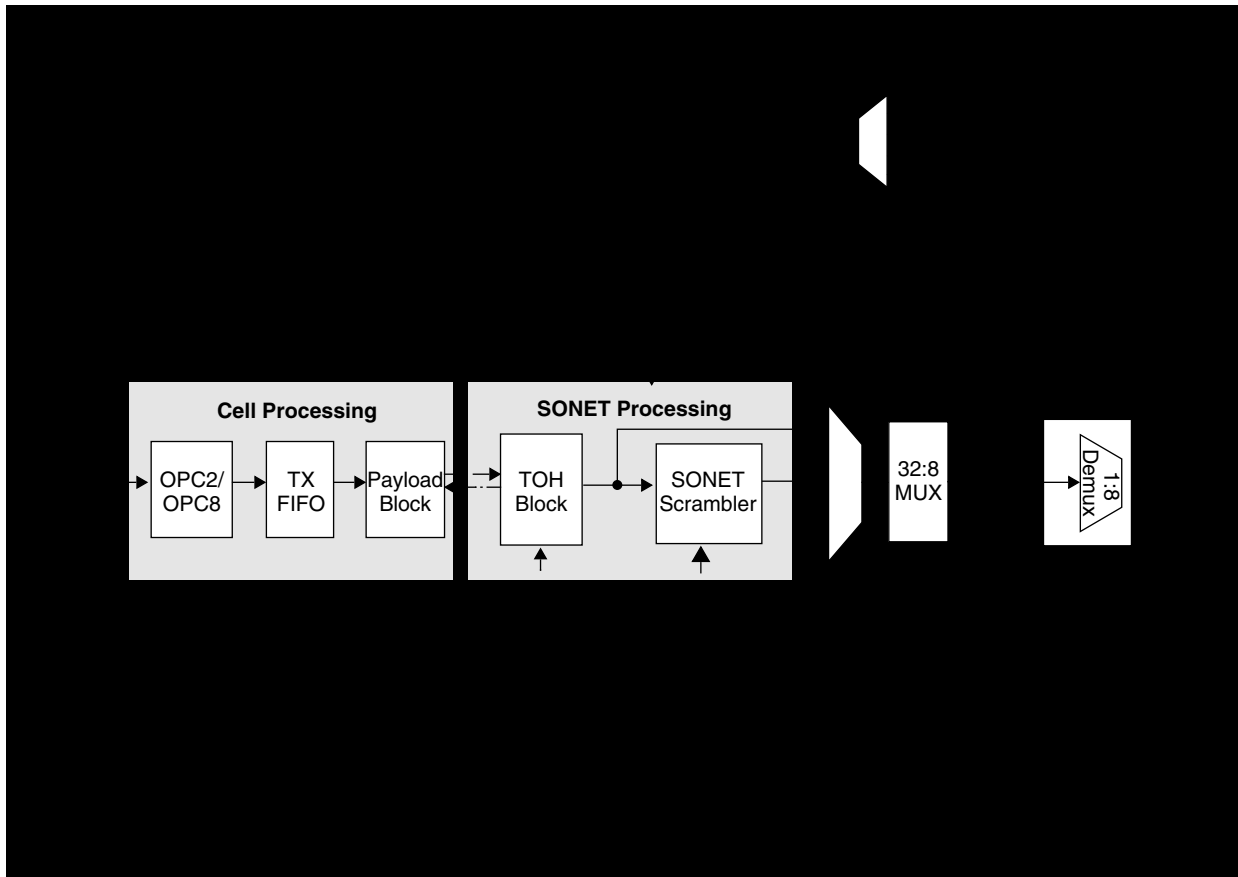 Cell Processing
SONET Processing
OPC2/
OPC8
TX
FIFO
Payload
Block
TOH
Block
SONET
Scrambler
32:8
MUX
1:8
Demux